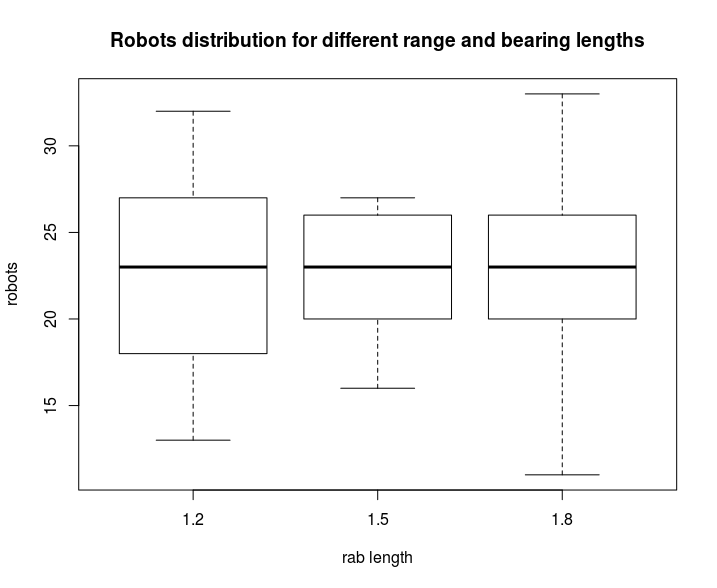 Robots distribution for different range and bearing lengths
30
25
20
15
robots
1.2 1.5 1.8
rab length